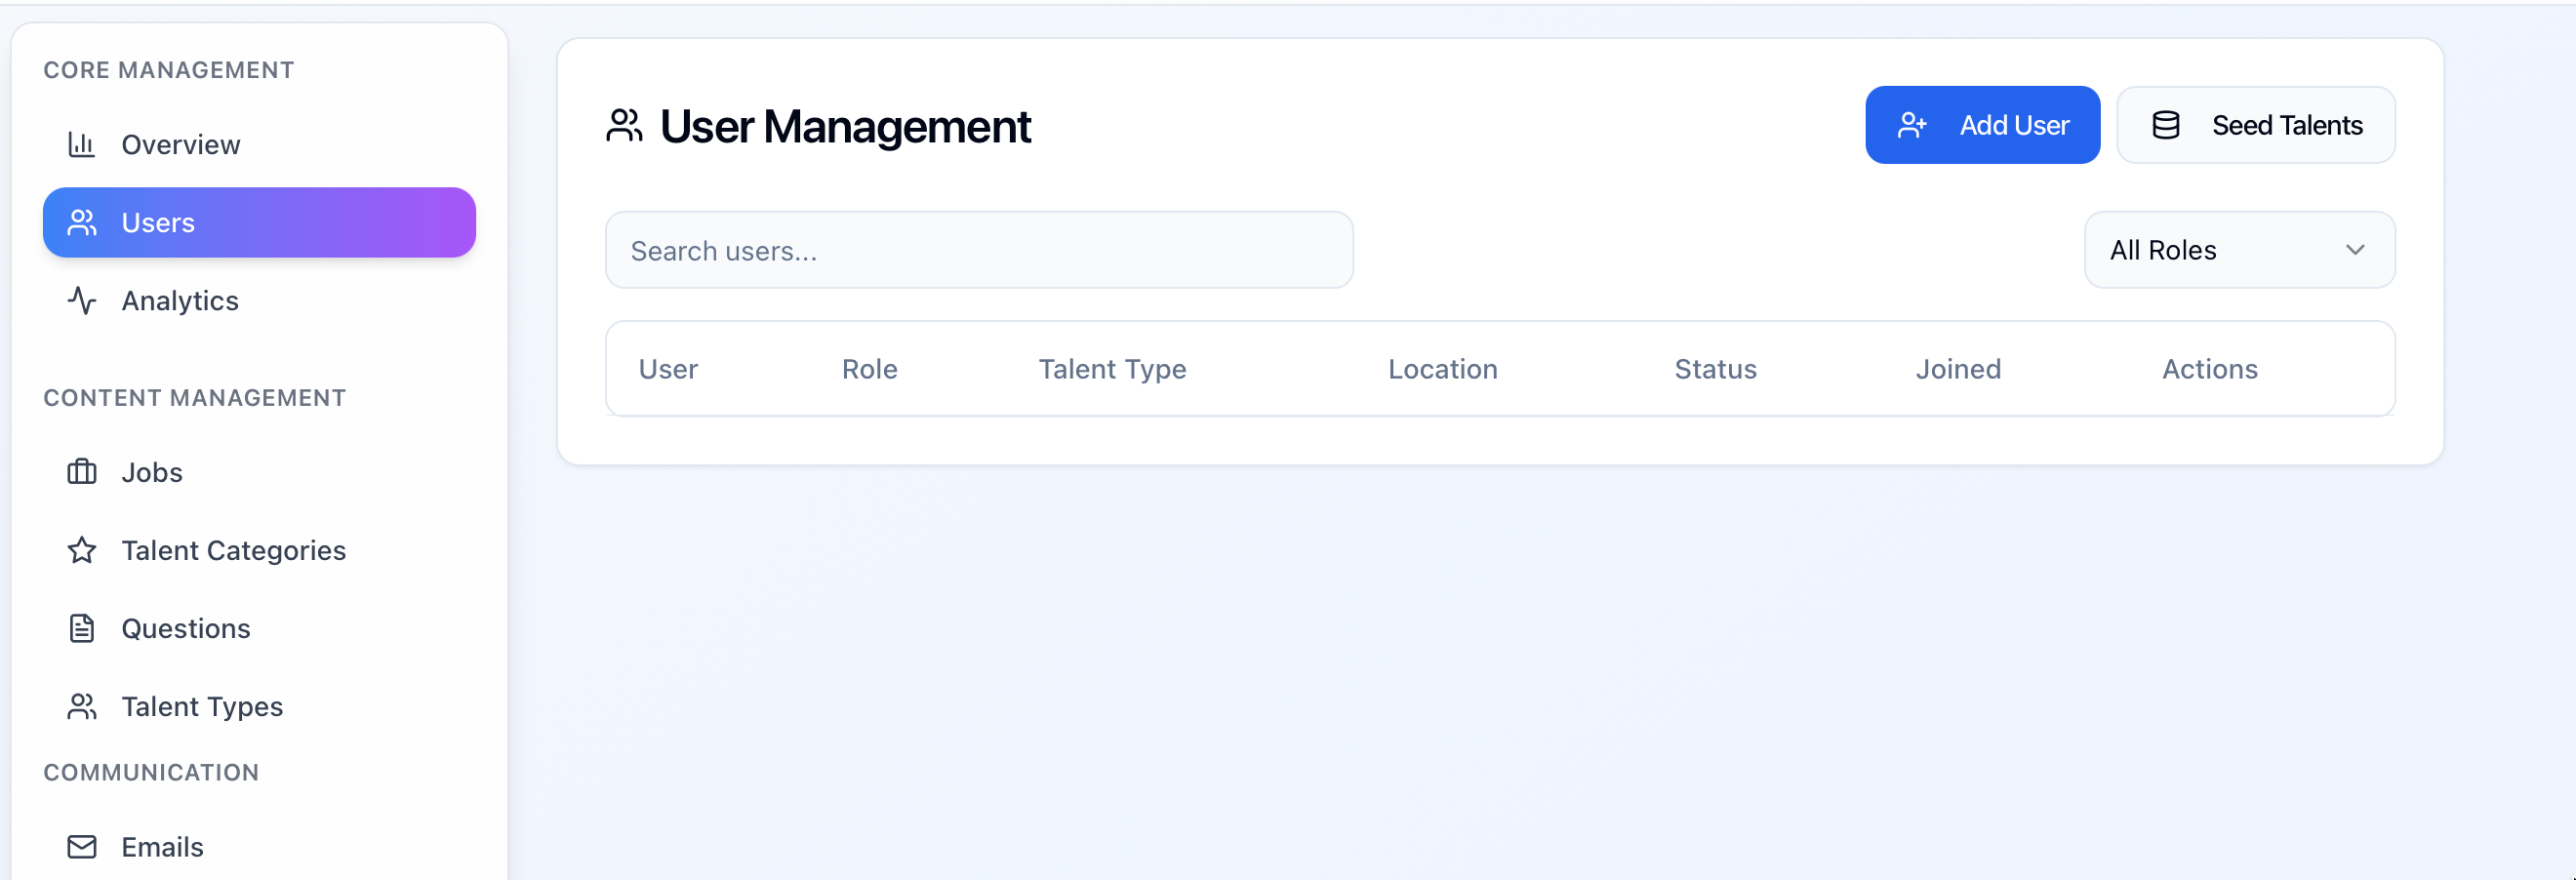 CORE MANAGEMENT
Overview
Users
Analytics
CONTENT MANAGEMENT
Jobs
Talent Categories
Questions
Talent Types
COMMUNICATION
Emails
User Management
Add User
Seed Talents
Search users...
All Roles
User Role Talent Type Location Status Joined Actions